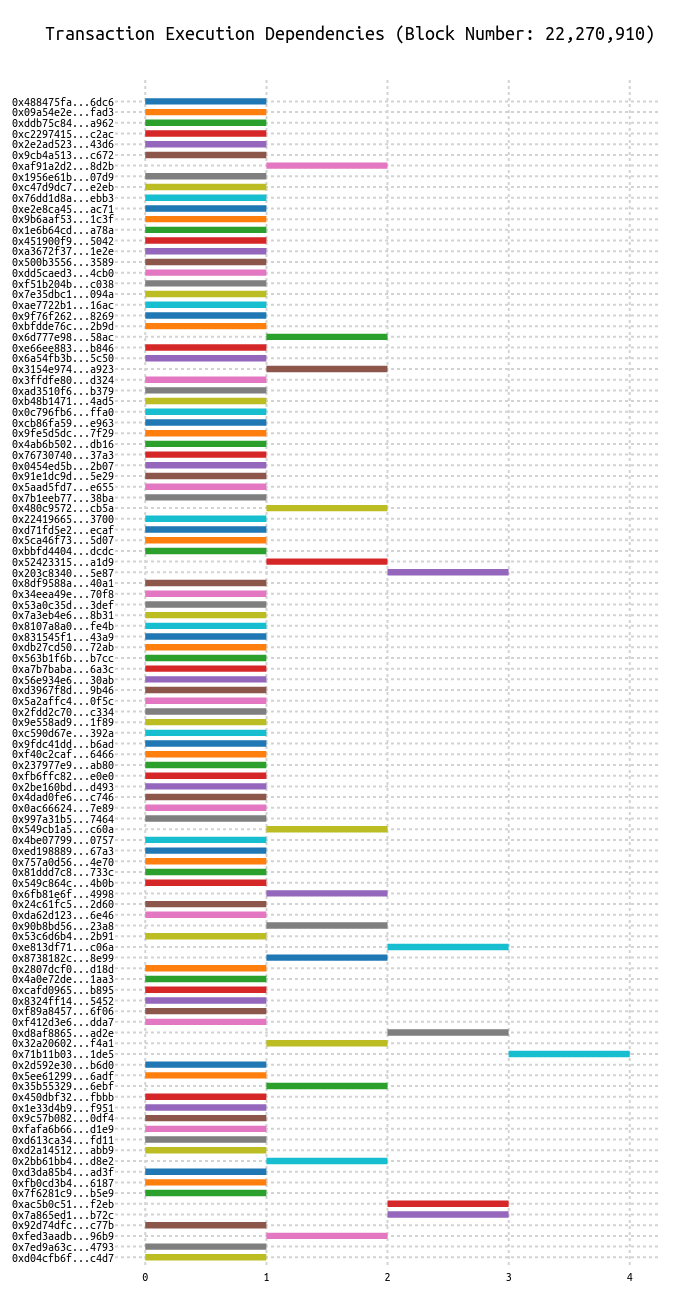 Transaction Execution Dependencies (Block Number: 22,270,910)
0x488475fa...6dc6
0x09a54e2e...fad3
0xddb75c84...a962
0xc2297415...c2ac
0x2e2ad523...43d6
0x9cb4a513...c672
0xaf91a2d2...8d2b
0x1956e61b...07d9
0xc47d9dc7...e2eb
0x76dd1d8a...ebb3
0xe2e8ca45...ac71
0x9b6aaf53...1c3f
0x1e6b64cd...a78a
0x451900f9...5042
0xa3672f37...1e2e
0x500b3556...3589
0xdd5caed3...4cb0
0xf51b204b...c038
0x7e35dbc1...094a
0xae7722b1...16ac
0x9f76f262...8269
0xbfdde76c...2b9d
0x6d777e98...58ac
0xe66ee883...b846
0x6a54fb3b...5c50
0x3154e974...a923
0x3ffdfe80...d324
0xad3510f6...b379
0xb48b1471...4ad5
0x0c796fb6...ffa0
0xcb86fa59...e963
0x9fe5d5dc...7f29
0x4ab6b502...db16
0x76730740...37a3
0x0454ed5b...2b07
0x91e1dc9d...5e29
0x5aad5fd7...e655
0x7b1eeb77...38ba
0x480c9572...cb5a
0x22419665...3700
0xd71fd5e2...ecaf
0x5ca46f73...5d07
0xbbfd4404...dcdc
0x52423315...a1d9
0x203c8340...5e87
0x8df9588a...40a1
0x34eea49e...70f8
0x53a0c35d...3def
0x7a3eb4e6...8b31
0x8107a8a0...fe4b
0x831545f1...43a9
0xdb27cd50...72ab
0x563b1f6b...b7cc
0xa7b7baba...6a3c
0x56e934e6...30ab
0xd3967f8d...9b46
0x5a2affc4...0f5c
0x2fdd2c70...c334
0x9e558ad9...1f89
0xc590d67e...392a
0x9fdc41dd...b6ad
0xf40c2caf...6466
0x237977e9...ab80
0xfb6ffc82...e0e0
0x2be160bd...d493
0x4dad0fe6...c746
0x0ac66624...7e89
0x997a31b5...7464
0x549cb1a5...c60a
0x4be07799...0757
0xed198889...67a3
0x757a0d56...4e70
0x81ddd7c8...733c
0x549c864c...4b0b
0x6fb81e6f...4998
0x24c61fc5...2d60
0xda62d123...6e46
0x90b8bd56...23a8
0x53c6d6b4...2b91
0xe813df71...c06a
0x8738182c...8e99
0x2807dcf0...d18d
0x4a0e72de...1aa3
0xcafd0965...b895
0x8324ff14...5452
0xf89a8457...6f06
0xf412d3e6...dda7
0xd8af8865...ad2e
0x32a20602...f4a1
0x71b11b03...1de5
0x2d592e30...b6d0
0x5ee61299...6adf
0x35b55329...6ebf
0x450dbf32...fbbb
0x1e33d4b9...f951
0x9c57b082...0df4
0xfafa6b66...d1e9
0xd613ca34...fd11
0xd2a14512...abb9
0x2bb61bb4...d8e2
0xd3da85b4...ad3f
0xfb0cd3b4...6187
0x7f6281c9...b5e9
0xac5b0c51...f2eb
0x7a865ed1...b72c
0x92d74dfc...c77b
0xfed3aadb...96b9
0x7ed9a63c...4793
0xd04cfb6f...c4d7
0 1 2 3 4